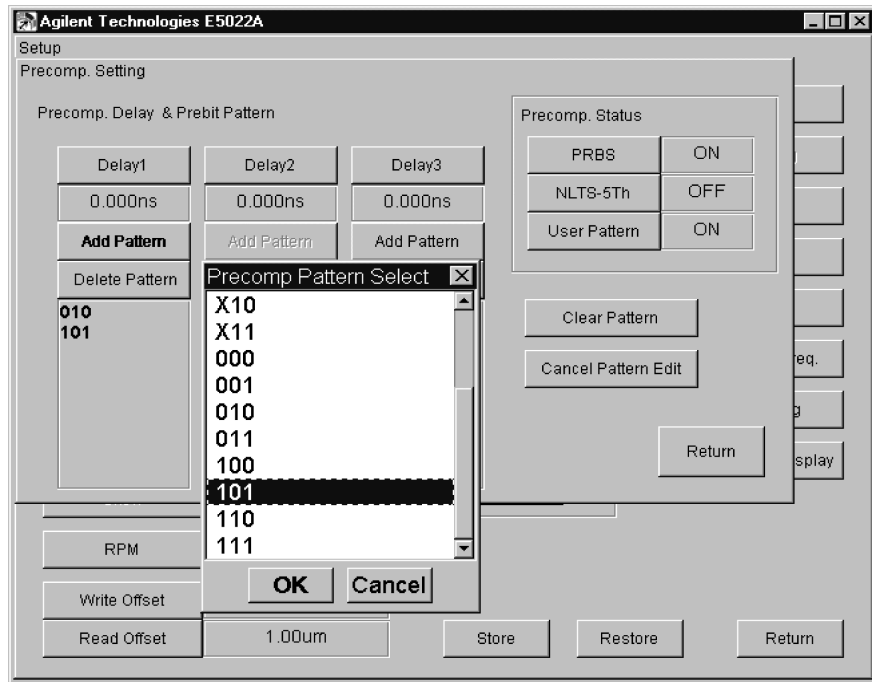 Agilent Technologies E5022A
Setup
Precomp. Setting
Precomp. Delay & Prebit Pattern
Delay1 Delay2 Delay3
0.000ns 0.000ns 0.000ns
Add Pattern Add Pattern Add Pattern
Delete Pattern
010
101
Precomp Pattern Select
X10
X11
000
001
010
011
100
101
110
111
OK Cancel
Precomp. Status
PRBS ON
NLTS-5Th OFF
User Pattern ON
Clear Pattern
Cancel Pattern Edit
Return
eq.
g
splay
RPM
Write Offset
Read Offset 1.00um
Store Restore Return